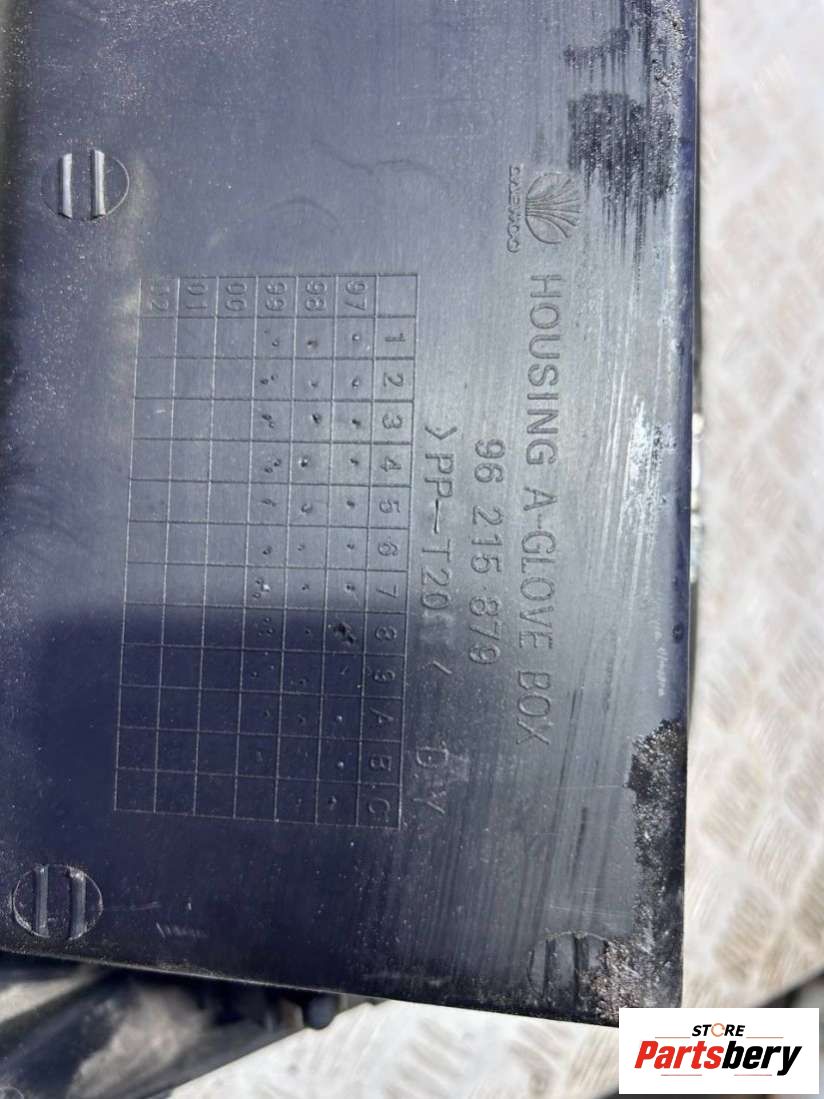 DAEWOO
HOUSING A-GLOVE BOX
96 215 879
>PP-T20
1 2 3 4 5 6 7 8 9 A B C
97
98
99
00
01
02
STORE
Partsbery